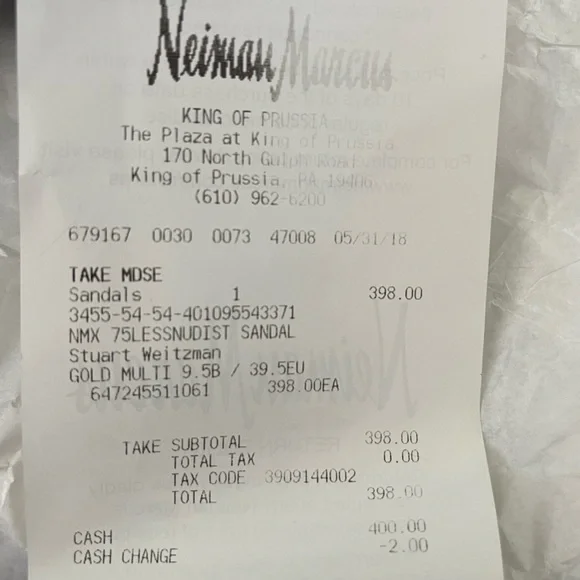 Neiman Marcus
KING OF PRUSSIA
The Plaza at King of Prussia
170 North Gulph Road
King of Prussia, PA 19406
(610) 962-6200
679167 0030 0073 47008 05/31/18
TAKE MDSE
Sandals 1 398.00
3455-54-54-401095543371
NMX 75LESSNUDIST SANDAL
Stuart Weitzman
GOLD MULTI 9.5B / 39.5EU
647245511061 398.00EA
TAKE SUBTOTAL 398.00
TOTAL TAX 0.00
TAX CODE 3909144002
TOTAL 398.00
CASH 400.00
CASH CHANGE -2.00